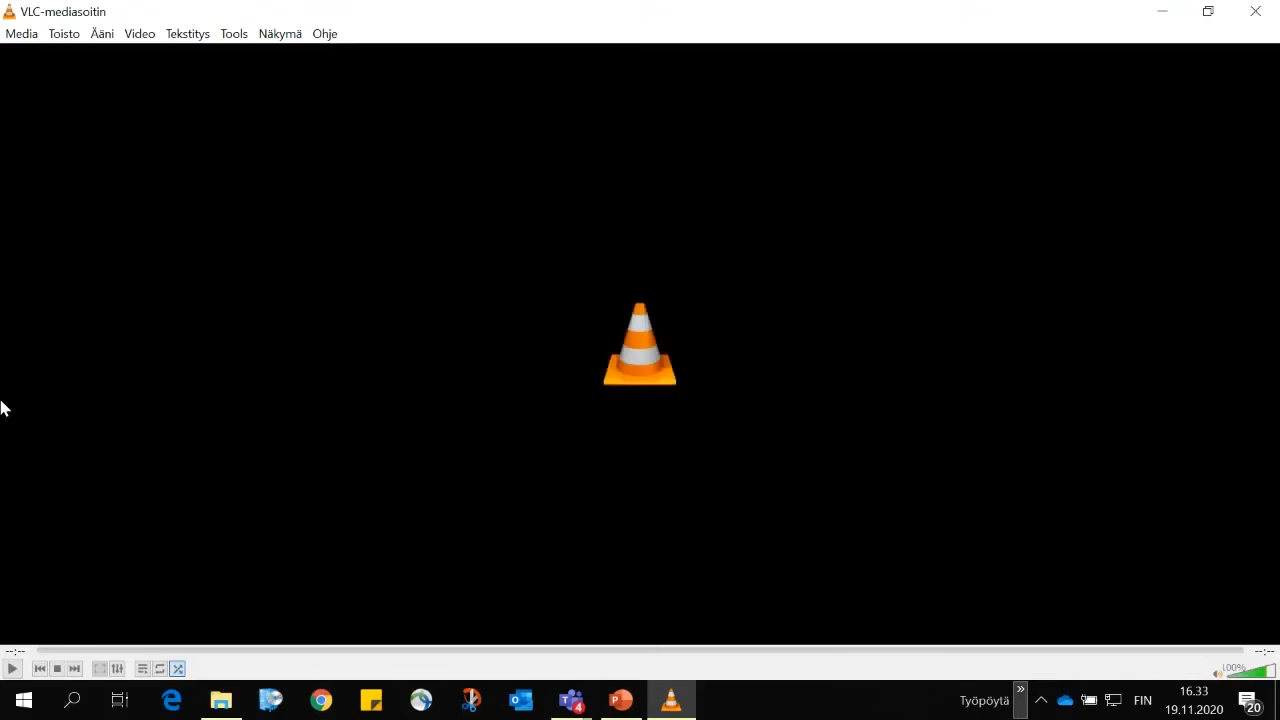 VLC-mediasoitin
Media Toisto Ääni Video Tekstitys Tools Näkymä Ohje
--:-- --:--
100%
Työpöytä » FIN 16.33
19.11.2020
4
20